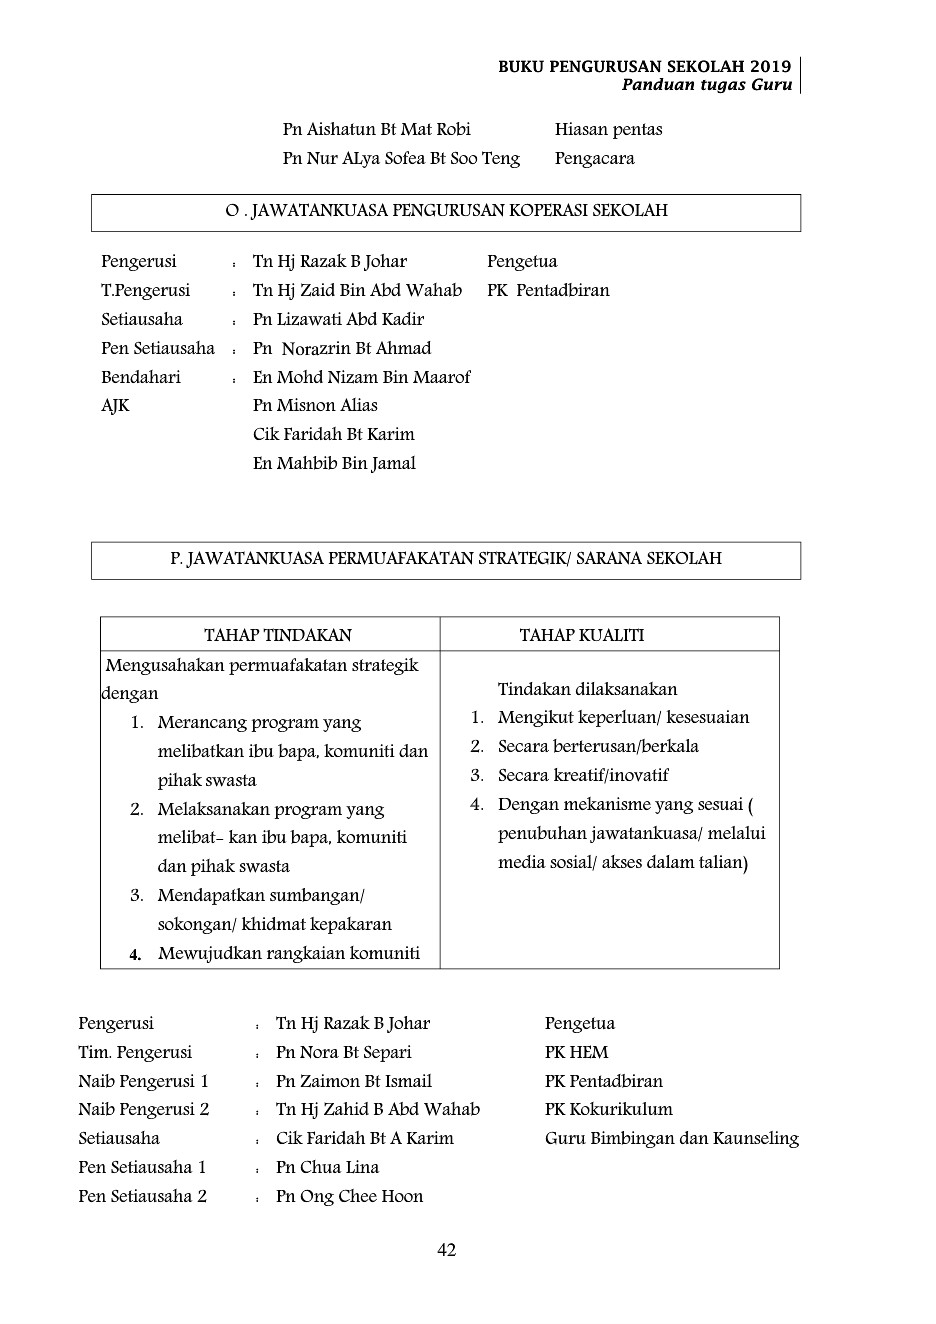 BUKU PENGURUSAN SEKOLAH 2019
Panduan tugas Guru
Pn Aishatun Bt Mat Robi Hiasan pentas
Pn Nur ALya Sofea Bt Soo Teng Pengacara
O . JAWATANKUASA PENGURUSAN KOPERASI SEKOLAH
Pengerusi : Tn Hj Razak B Johar Pengetua
T.Pengerusi : Tn Hj Zaid Bin Abd Wahab PK Pentadbiran
Setiausaha : Pn Lizawati Abd Kadir
Pen Setiausaha : Pn Norazrin Bt Ahmad
Bendahari : En Mohd Nizam Bin Maarof
AJK Pn Misnon Alias
Cik Faridah Bt Karim
En Mahbib Bin Jamal
P. JAWATANKUASA PERMUAFAKATAN STRATEGIK/ SARANA SEKOLAH
TAHAP TINDAKAN TAHAP KUALITI
Mengusahakan permuafakatan strategik
dengan
1. Merancang program yang
melibatkan ibu bapa, komuniti dan
pihak swasta
2. Melaksanakan program yang
melibat- kan ibu bapa, komuniti
dan pihak swasta
3. Mendapatkan sumbangan/
sokongan/ khidmat kepakaran
4. Mewujudkan rangkaian komuniti
Tindakan dilaksanakan
1. Mengikut keperluan/ kesesuaian
2. Secara berterusan/berkala
3. Secara kreatif/inovatif
4. Dengan mekanisme yang sesuai (
penubuhan jawatankuasa/ melalui
media sosial/ akses dalam talian)
Pengerusi : Tn Hj Razak B Johar Pengetua
Tim. Pengerusi : Pn Nora Bt Separi PK HEM
Naib Pengerusi 1 : Pn Zaimon Bt Ismail PK Pentadbiran
Naib Pengerusi 2 : Tn Hj Zahid B Abd Wahab PK Kokurikulum
Setiausaha : Cik Faridah Bt A Karim Guru Bimbingan dan Kaunseling
Pen Setiausaha 1 : Pn Chua Lina
Pen Setiausaha 2 : Pn Ong Chee Hoon
42